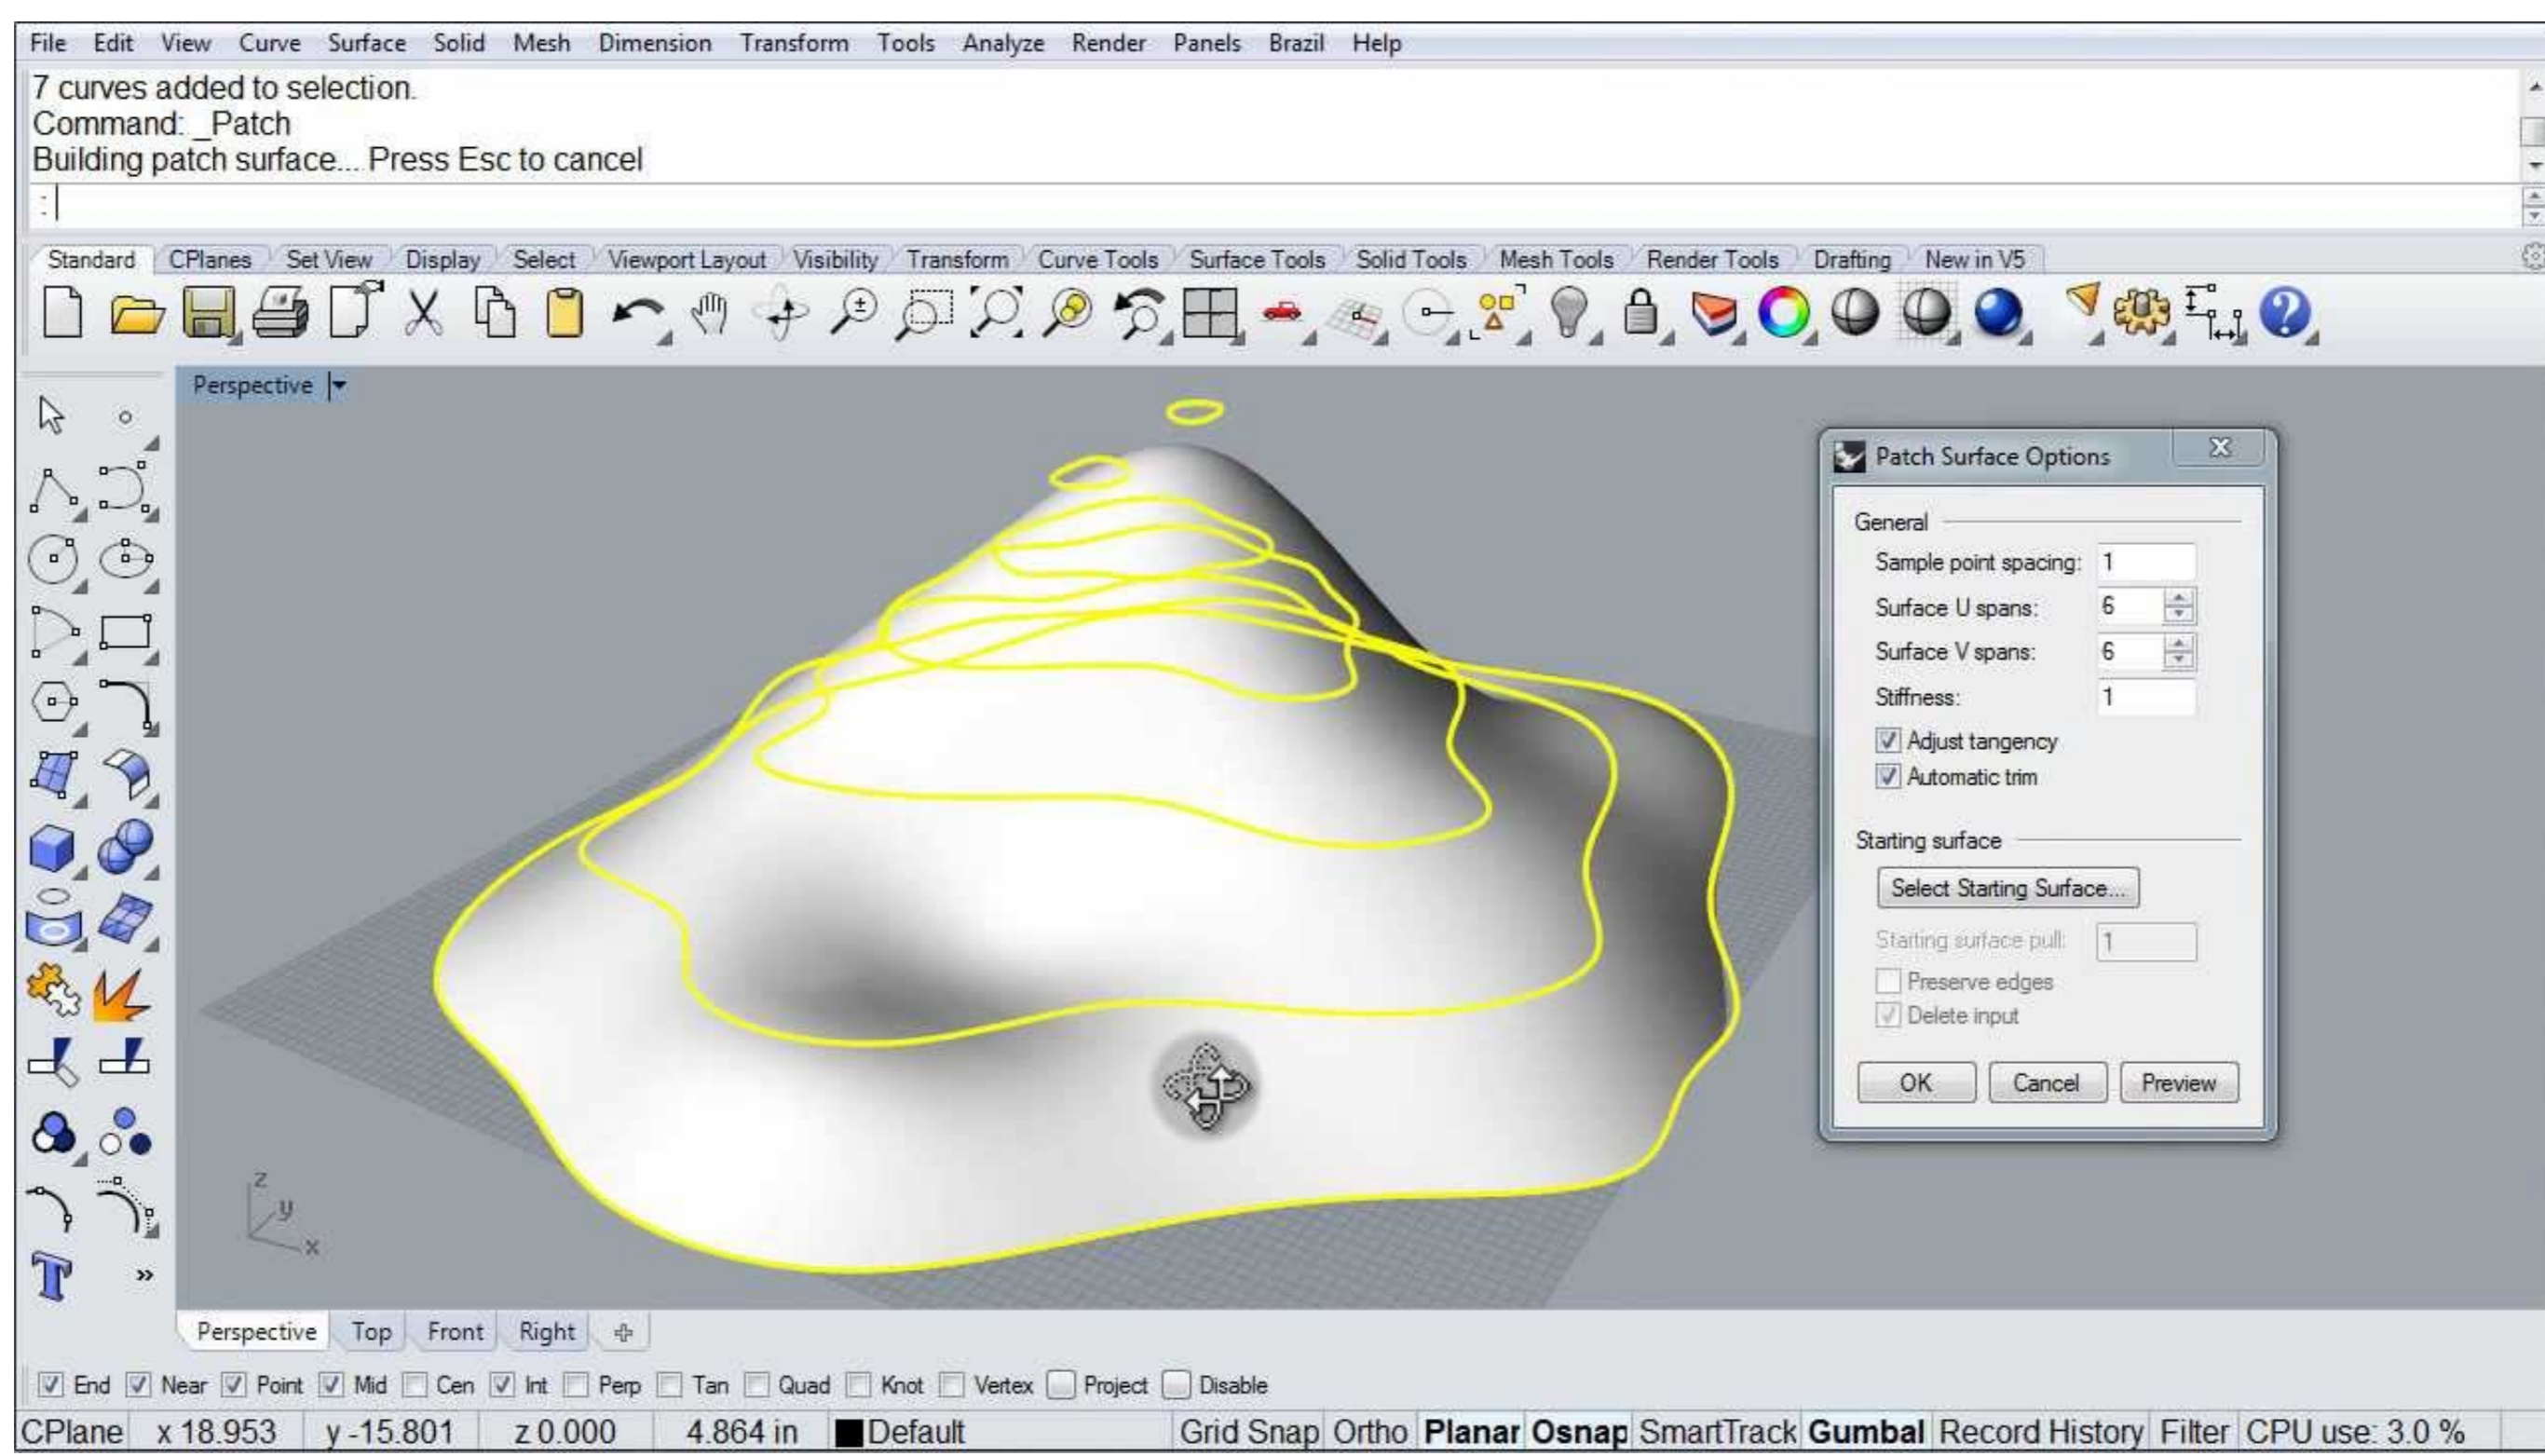 File Edit View Curve Surface Solid Mesh Dimension Transform Tools Analyze Render Panels Brazil Help
7 curves added to selection.
Command: _Patch
Building patch surface... Press Esc to cancel
:
Standard CPlanes Set View Display Select Viewport Layout Visibility Transform Curve Tools Surface Tools Solid Tools Mesh Tools Render Tools Drafting New in V5
Perspective
Patch Surface Options
General
Sample point spacing: 1
Surface U spans: 6
Surface V spans: 6
Stiffness: 1
Adjust tangency
Automatic trim
Starting surface
Select Starting Surface...
Starting surface pull: 1
Preserve edges
Delete input
OK Cancel Preview
z
y
x
T »
Perspective Top Front Right
End Near Point Mid Cen Int Perp Tan Quad Knot Vertex Project Disable
CPlane x 18.953 y -15.801 z 0.000 4.864 in Default Grid Snap Ortho Planar Osnap SmartTrack Gumbal Record History Filter CPU use: 3.0 %